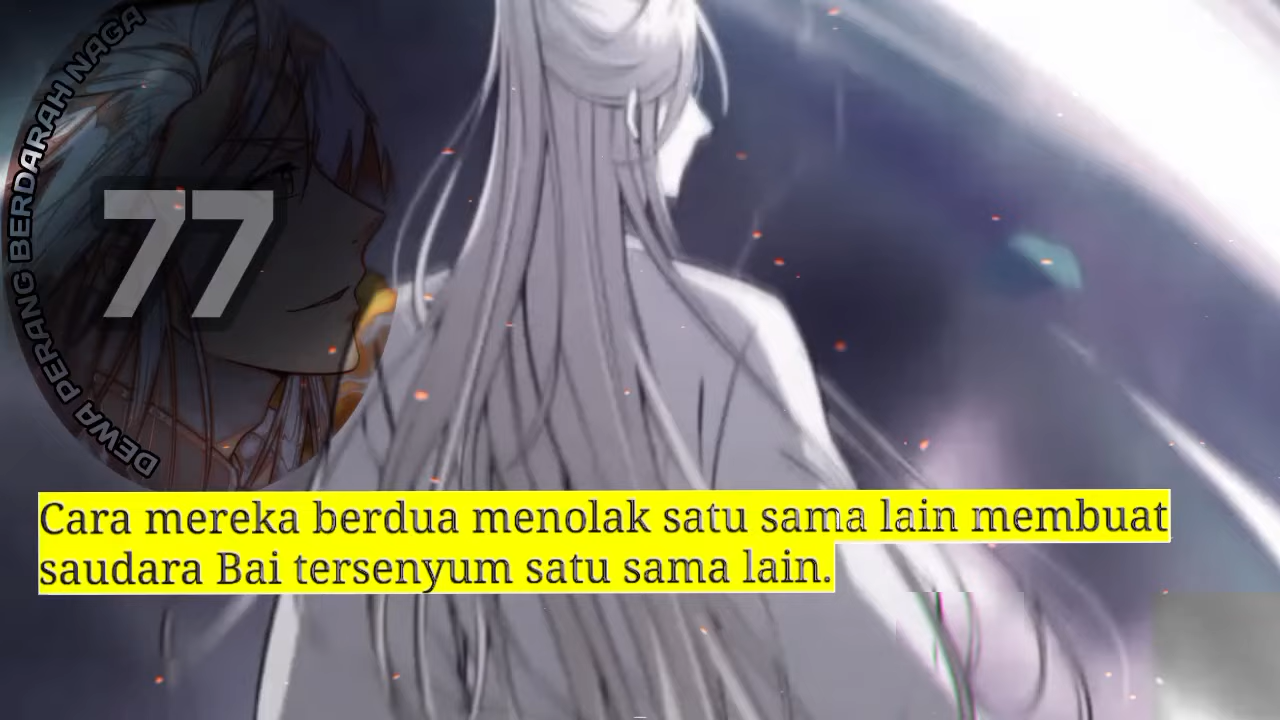 DEWA PERANG BERDARAH NAGA
77
Cara mereka berdua menolak satu sama lain membuat
saudara Bai tersenyum satu sama lain.